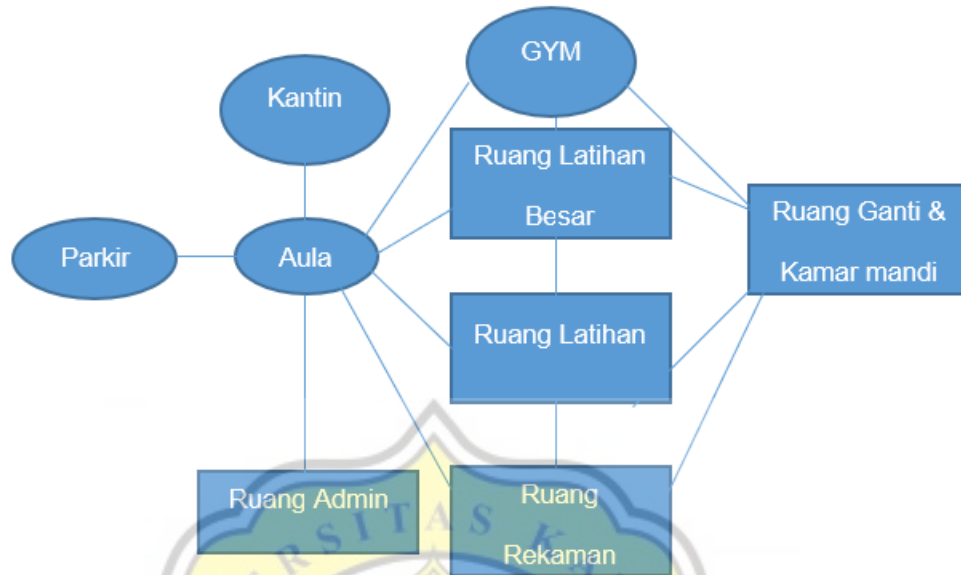 GYM
Kantin
Ruang Latihan
Besar
Ruang Ganti &
Kamar mandi
Parkir
Aula
Ruang Latihan
Ruang Admin
Ruang
Rekaman